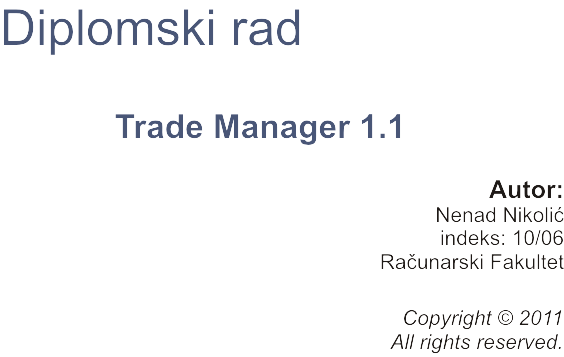 Diplomski rad
Trade Manager 1.1
Autor:
Nenad Nikolić
indeks: 10/06
Računarski Fakultet
Copyright © 2011
All rights reserved.